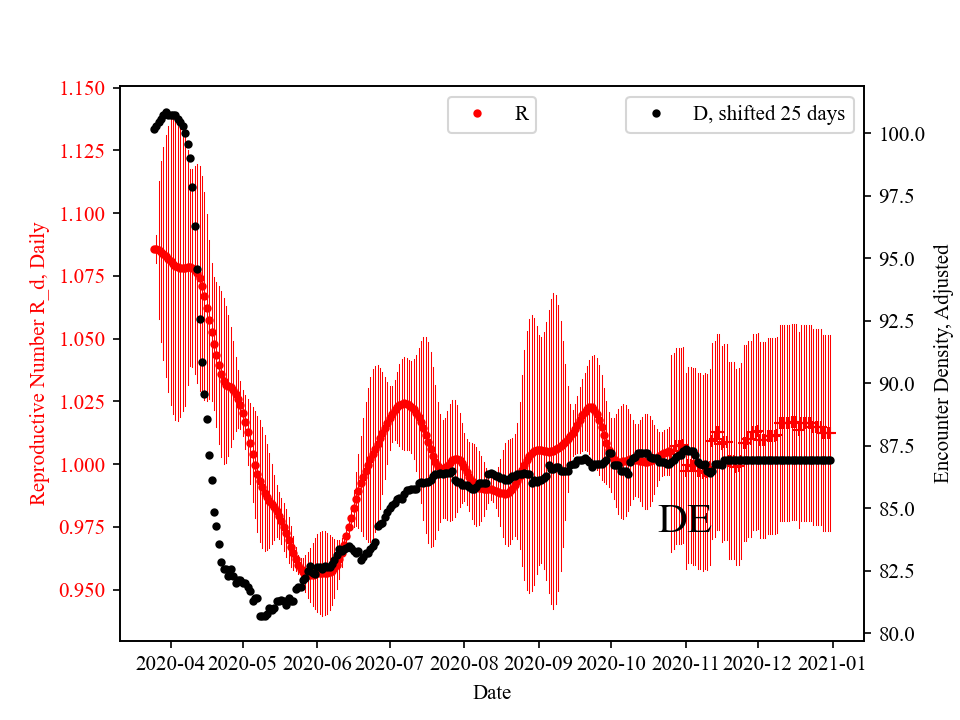 R
D, shifted 25 days
1.150
1.125
1.100
1.075
1.050
1.025
1.000
0.975
0.950
Reproductive Number R_d, Daily
100.0
97.5
95.0
92.5
90.0
87.5
85.0
82.5
80.0
Encounter Density, Adjusted
DE
2020-04 2020-05 2020-06 2020-07 2020-08 2020-09 2020-10 2020-11 2020-12 2021-01
Date